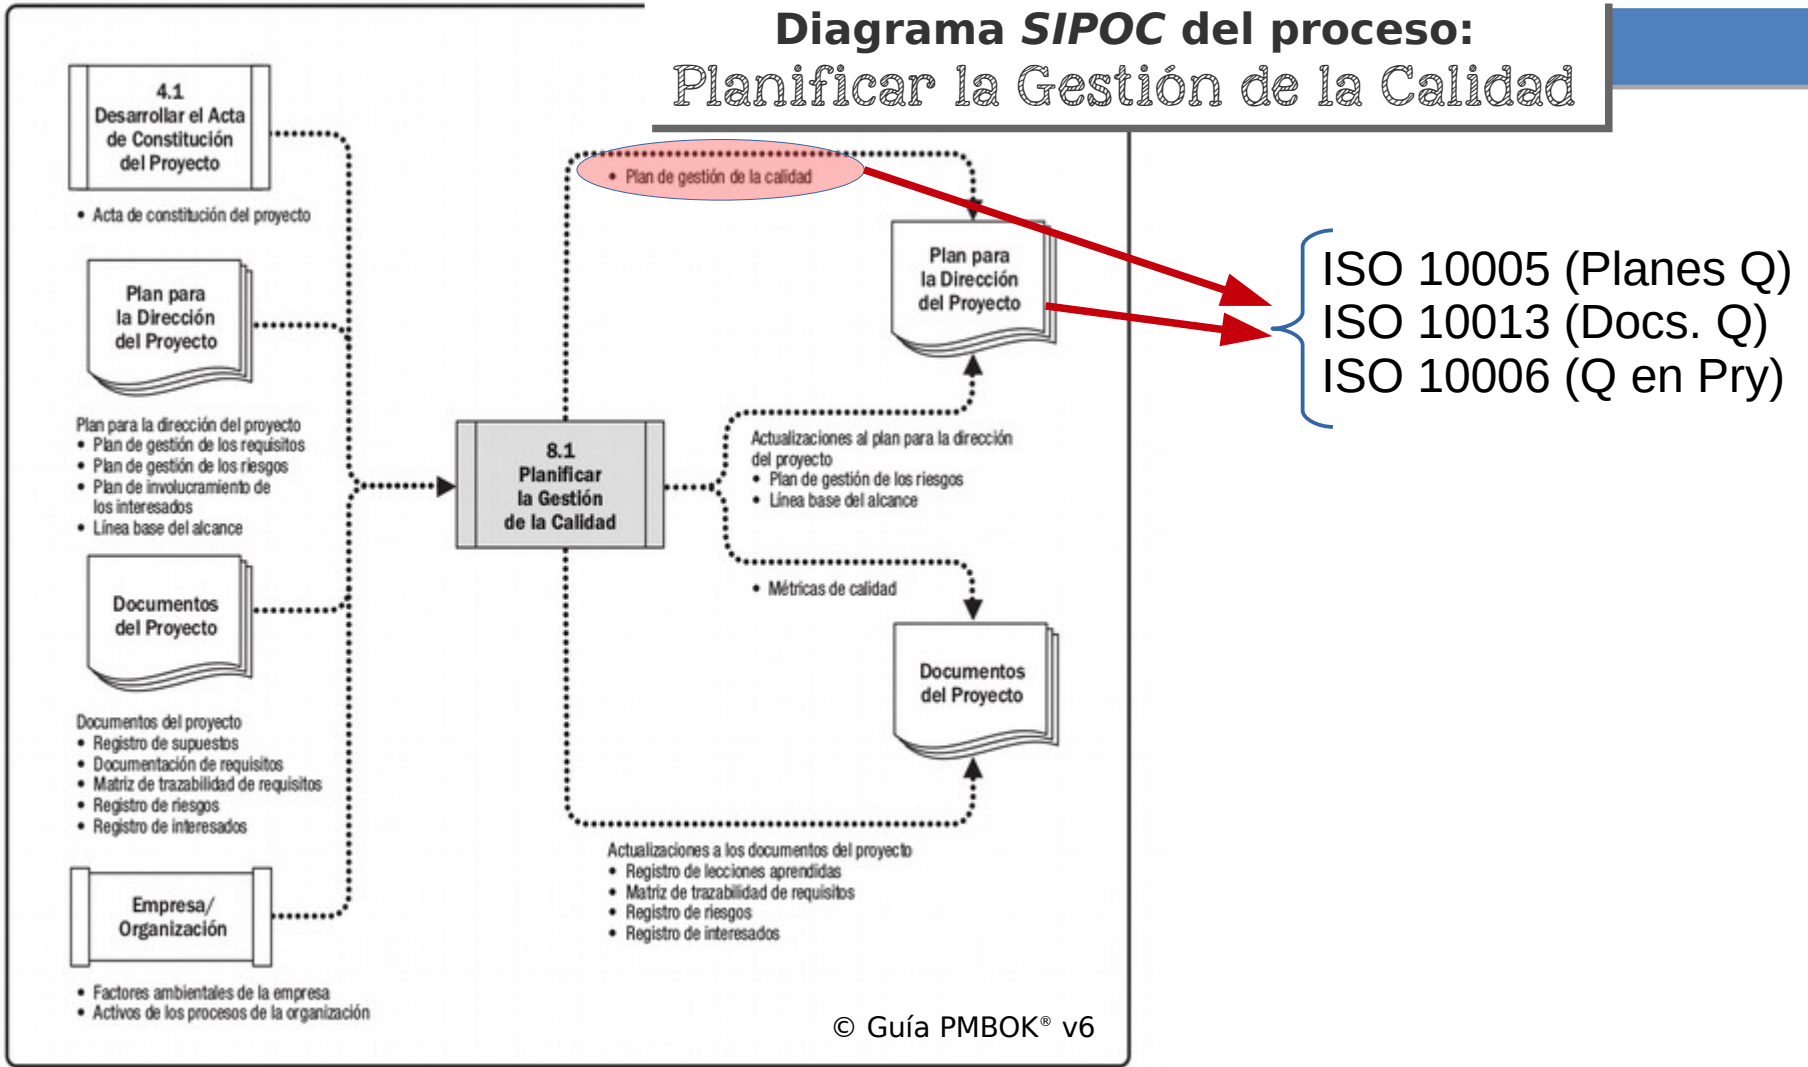 Diagrama SIPOC del proceso:
Planificar la Gestión de la Calidad
4.1
Desarrollar el Acta
de Constitución
del Proyecto
• Acta de constitución del proyecto
Plan para
la Dirección
del Proyecto
Plan para la dirección del proyecto
• Plan de gestión de los requisitos
• Plan de gestión de los riesgos
• Plan de involucramiento de
los interesados
• Línea base del alcance
Documentos
del Proyecto
Documentos del proyecto
• Registro de supuestos
• Documentación de requisitos
• Matriz de trazabilidad de requisitos
• Registro de riesgos
• Registro de interesados
Empresa/
Organización
• Factores ambientales de la empresa
• Activos de los procesos de la organización
8.1
Planificar
la Gestión
de la Calidad
• Plan de gestión de la calidad
Plan para
la Dirección
del Proyecto
Actualizaciones al plan para la dirección
del proyecto
• Plan de gestión de los riesgos
• Línea base del alcance
• Métricas de calidad
Documentos
del Proyecto
Actualizaciones a los documentos del proyecto
• Registro de lecciones aprendidas
• Matriz de trazabilidad de requisitos
• Registro de riesgos
• Registro de interesados
© Guía PMBOK® v6
ISO 10005 (Planes Q)
ISO 10013 (Docs. Q)
ISO 10006 (Q en Pry)